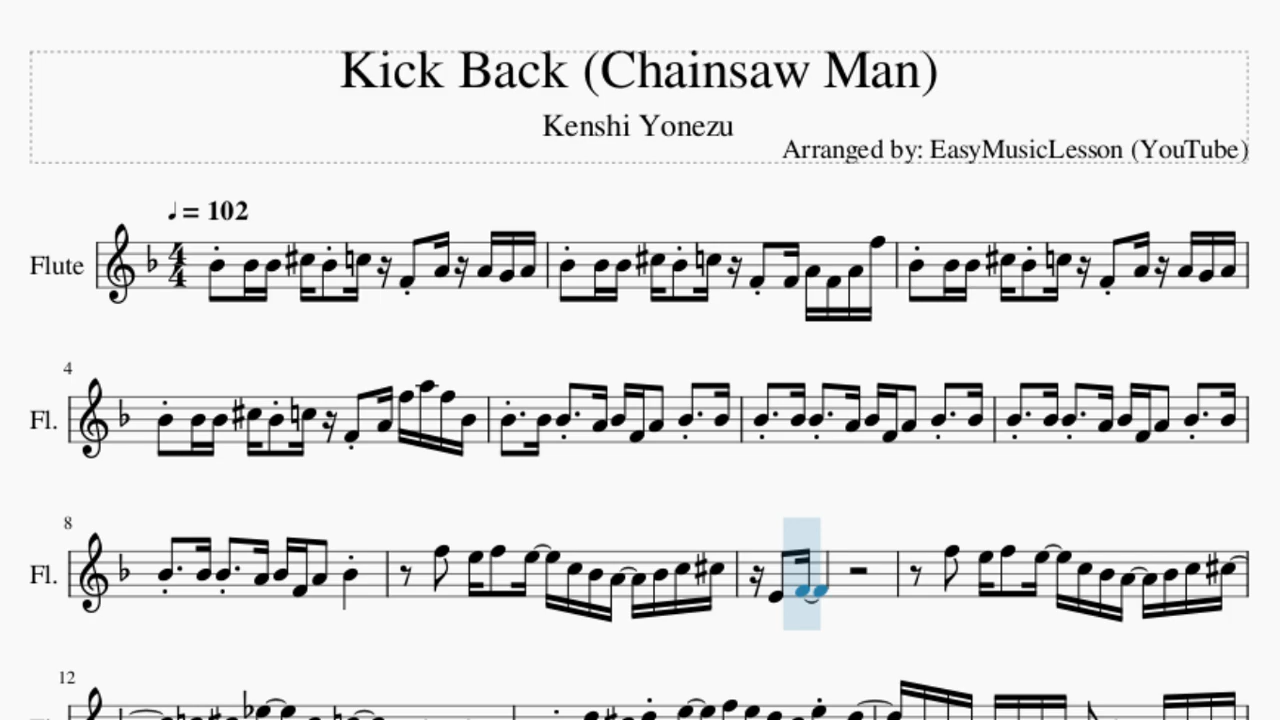 Kick Back (Chainsaw Man)
Kenshi Yonezu
Arranged by: EasyMusicLesson (YouTube)
♩ = 102
Flute
4
Fl.
8
Fl.
12